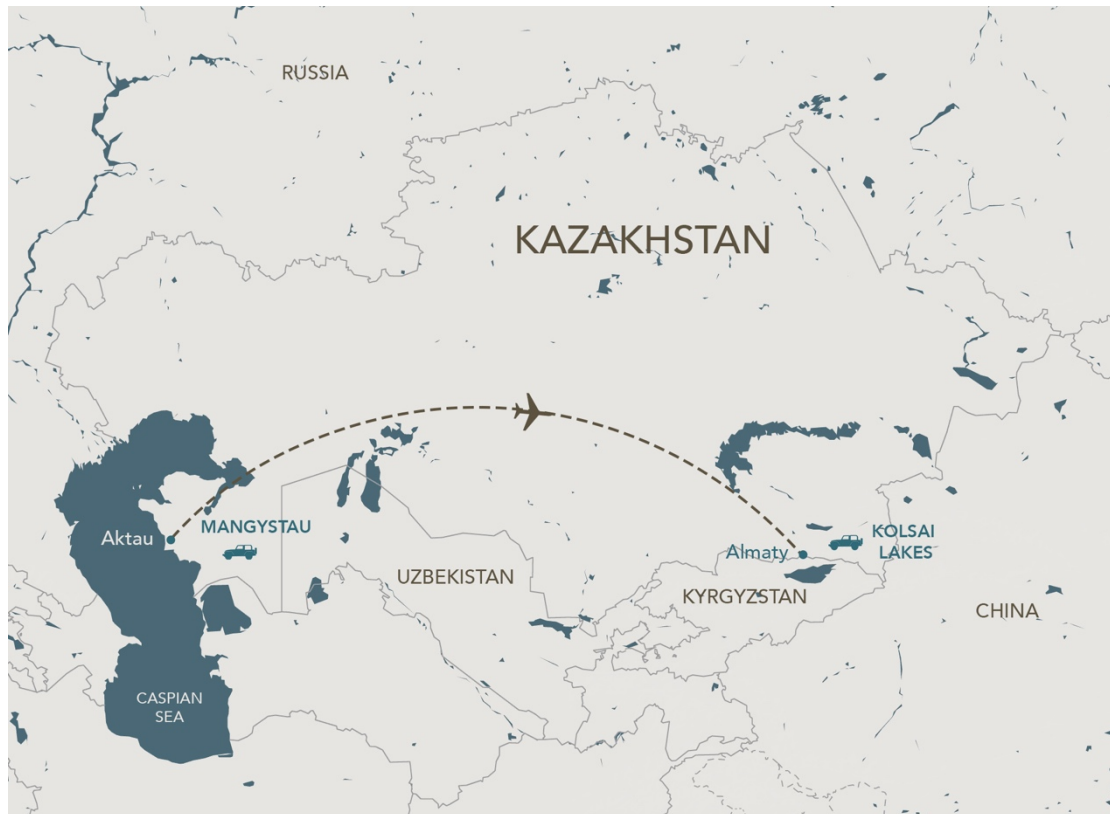 RUSSIA
KAZAKHSTAN
Aktau
MANGYSTAU
UZBEKISTAN
Almaty
KOLSAI
LAKES
KYRGYZSTAN
CHINA
CASPIAN
SEA